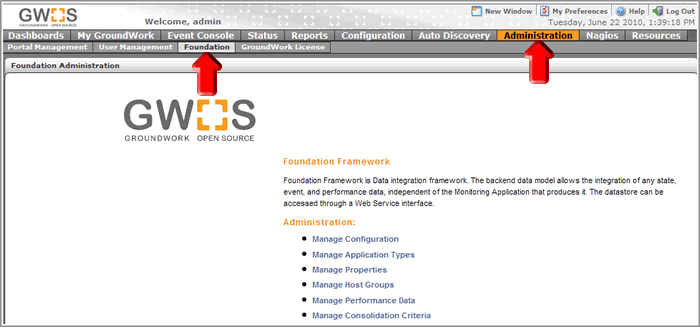 GWOS
GROUNDWORK OPEN SOURCE
Welcome, admin
New Window My Preferences Help Log Out
Tuesday, June 22 2010, 1:39:18 PM
Dashboards My GroundWork Event Console Status Reports Configuration Auto Discovery Administration Nagios Resources
Portal Management User Management Foundation GroundWork License
Foundation Administration
GWOS
GROUNDWORK OPEN SOURCE
Foundation Framework
Foundation Framework is Data integration framework. The backend data model allows the integration of any state,
event, and performance data, independent of the Monitoring Application that produces it. The datastore can be
accessed through a Web Service interface.
Administration:
Manage Configuration
Manage Application Types
Manage Properties
Manage Host Groups
Manage Performance Data
Manage Consolidation Criteria